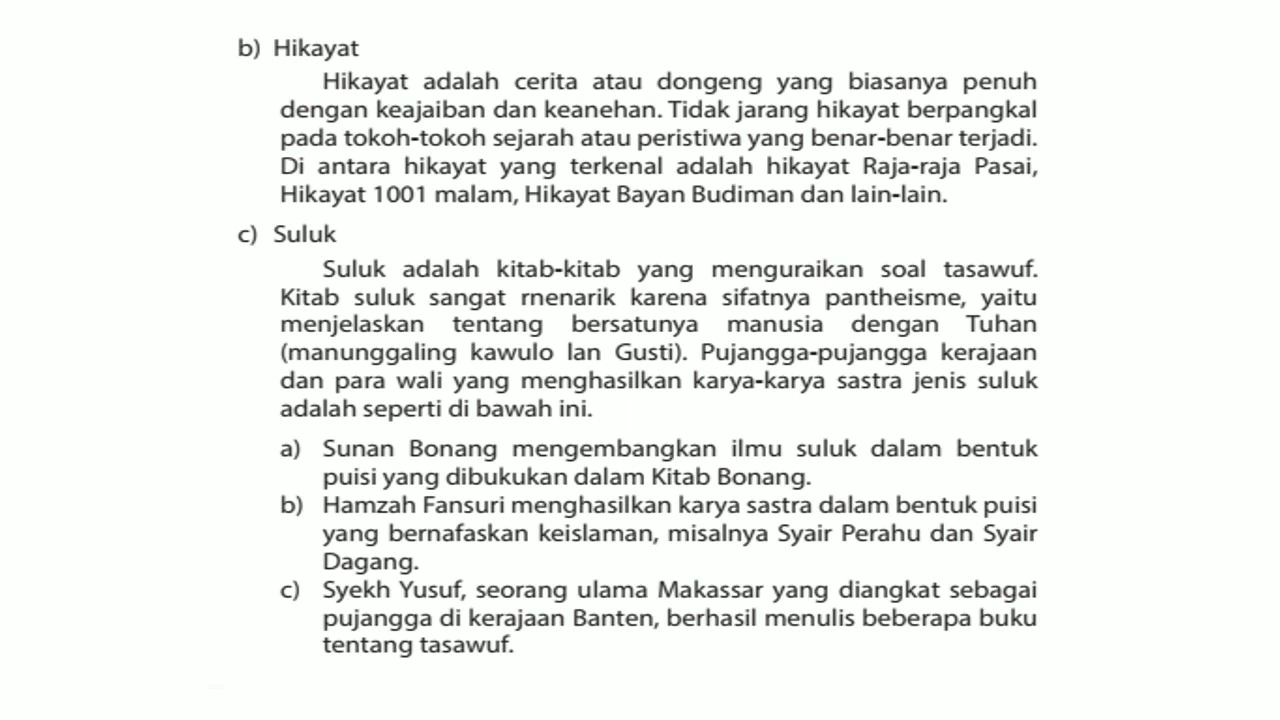 b) Hikayat
Hikayat adalah cerita atau dongeng yang biasanya penuh
dengan keajaiban dan keanehan. Tidak jarang hikayat berpangkal
pada tokoh-tokoh sejarah atau peristiwa yang benar-benar terjadi.
Di antara hikayat yang terkenal adalah hikayat Raja-raja Pasai,
Hikayat 1001 malam, Hikayat Bayan Budiman dan lain-lain.
c) Suluk
Suluk adalah kitab-kitab yang menguraikan soal tasawuf.
Kitab suluk sangat rnenarik karena sifatnya pantheisme, yaitu
menjelaskan tentang bersatunya manusia dengan Tuhan
(manunggaling kawulo lan Gusti). Pujangga-pujangga kerajaan
dan para wali yang menghasilkan karya-karya sastra jenis suluk
adalah seperti di bawah ini.
a) Sunan Bonang mengembangkan ilmu suluk dalam bentuk
puisi yang dibukukan dalam Kitab Bonang.
b) Hamzah Fansuri menghasilkan karya sastra dalam bentuk puisi
yang bernafaskan keislaman, misalnya Syair Perahu dan Syair
Dagang.
c) Syekh Yusuf, seorang ulama Makassar yang diangkat sebagai
pujangga di kerajaan Banten, berhasil menulis beberapa buku
tentang tasawuf.